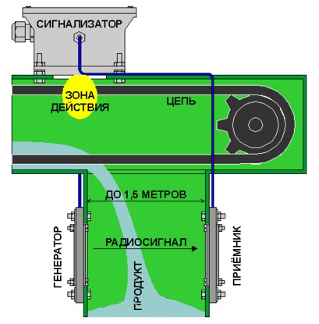 СИГНАЛИЗАТОР
ЗОНА
ДЕЙСТВИЯ
ЦЕПЬ
ДО 1,5 МЕТРОВ
РАДИОСИГНАЛ
ГЕНЕРАТОР
ПРОДУКТ
ПРИЁМНИК